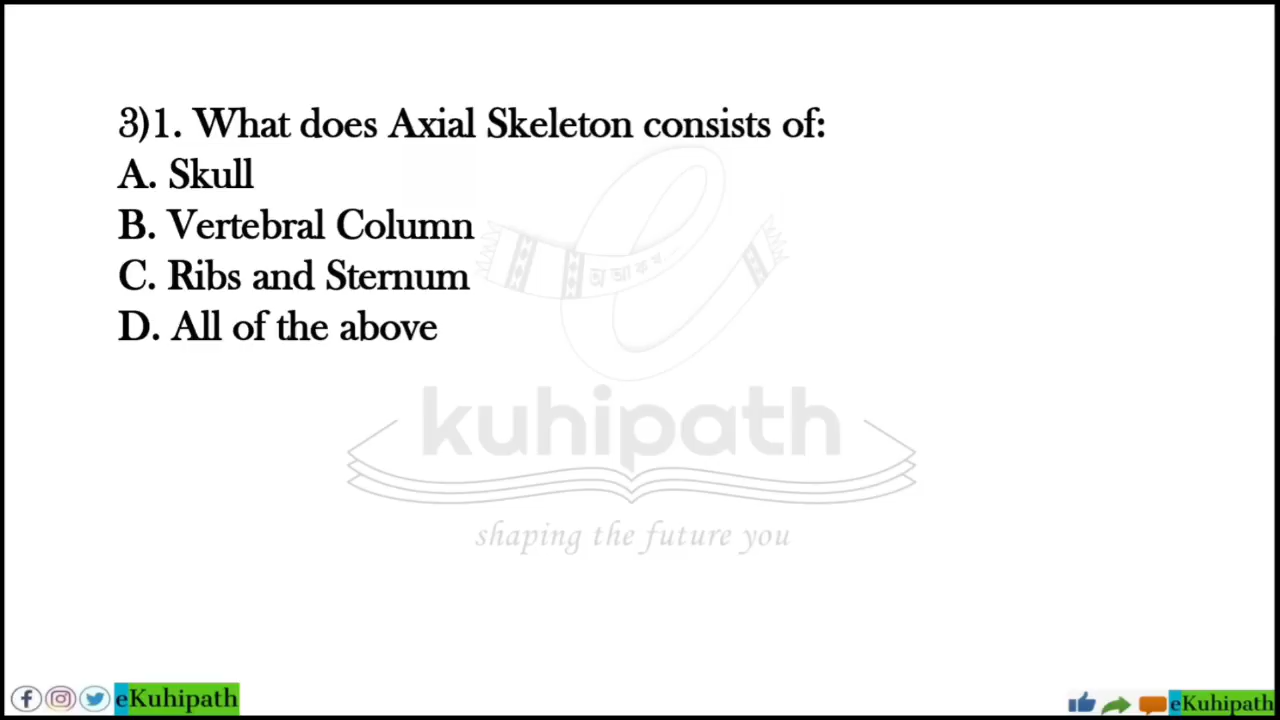 3)1. What does Axial Skeleton consists of:
A. Skull
B. Vertebral Column
C. Ribs and Sternum
D. All of the above
অ আ ক খ
kuhipath
shaping the future you
eKuhipath
eKuhipath